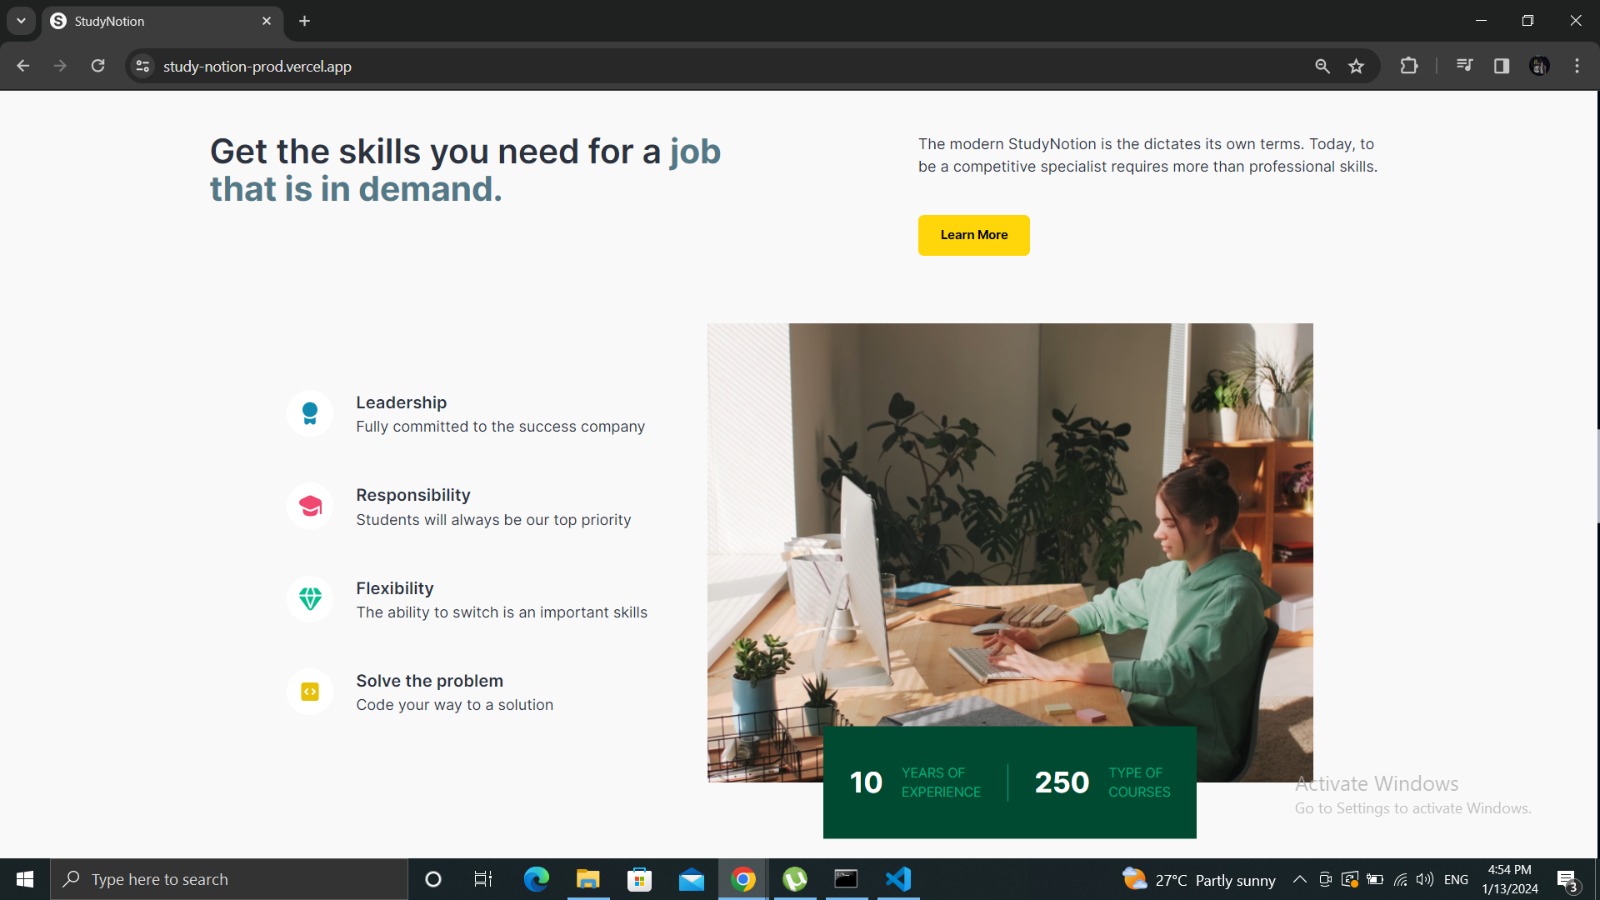 StudyNotion
study-notion-prod.vercel.app
Get the skills you need for a job
that is in demand.
The modern StudyNotion is the dictates its own terms. Today, to
be a competitive specialist requires more than professional skills.
Learn More
Leadership
Fully committed to the success company
Responsibility
Students will always be our top priority
Flexibility
The ability to switch is an important skills
Solve the problem
Code your way to a solution
10 YEARS OF
EXPERIENCE
250 TYPE OF
COURSES
Activate Windows
Go to Settings to activate Windows.
Type here to search
27°C Partly sunny
ENG
4:54 PM
1/13/2024
3